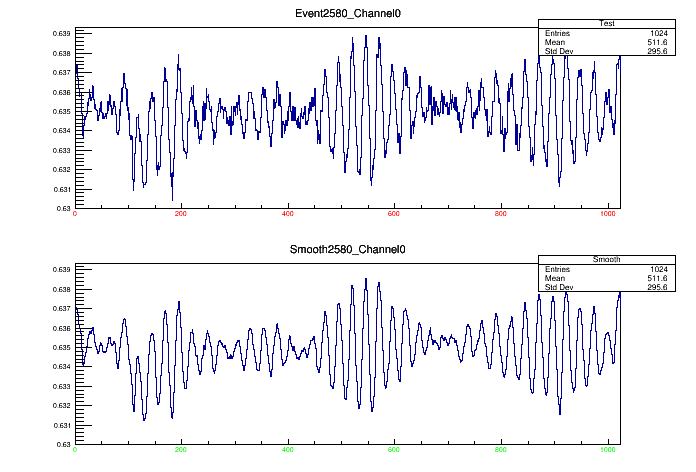 Event2580_Channel0
Test
Entries 1024
Mean 511.6
Std Dev 295.6
0.639
0.638
0.637
0.636
0.635
0.634
0.633
0.632
0.631
0.63
0 200 400 600 800 1000
Smooth2580_Channel0
Smooth
Entries 1024
Mean 511.6
Std Dev 295.6
0.639
0.638
0.637
0.636
0.635
0.634
0.633
0.632
0.631
0.63
0 200 400 600 800 1000